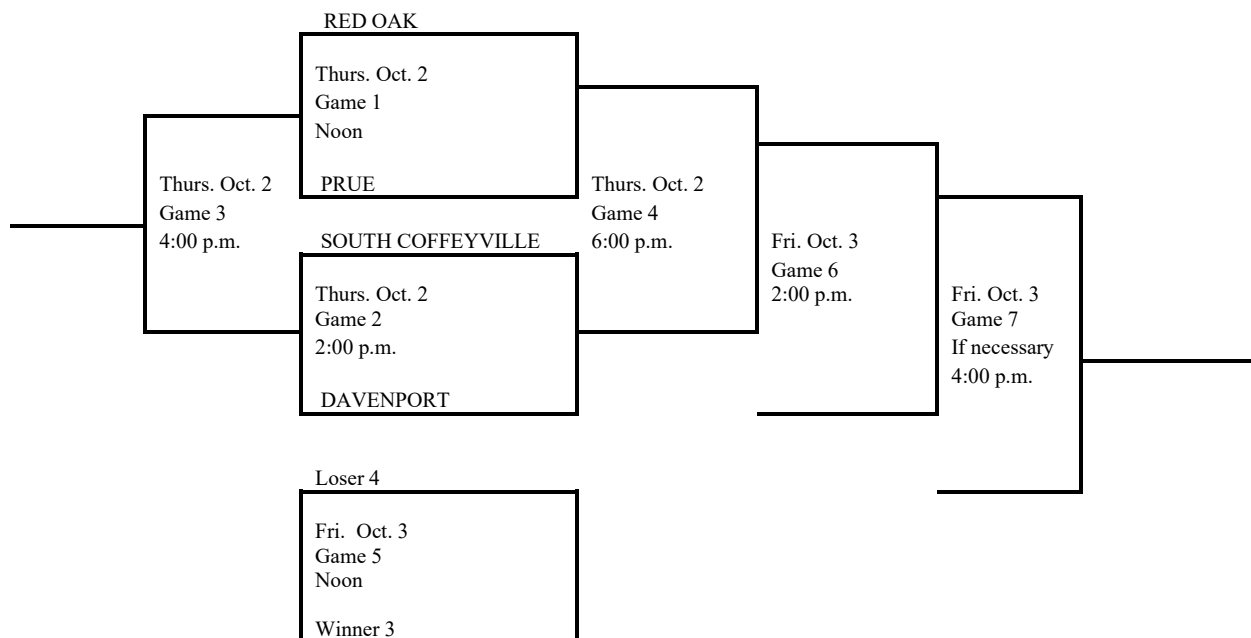 RED OAK
Thurs. Oct. 2
Game 1
Noon
PRUE
Thurs. Oct. 2
Game 3
4:00 p.m.
Thurs. Oct. 2
Game 4
6:00 p.m.
SOUTH COFFEYVILLE
Thurs. Oct. 2
Game 2
2:00 p.m.
DAVENPORT
Fri. Oct. 3
Game 6
2:00 p.m.
Fri. Oct. 3
Game 7
If necessary
4:00 p.m.
Loser 4
Fri. Oct. 3
Game 5
Noon
Winner 3